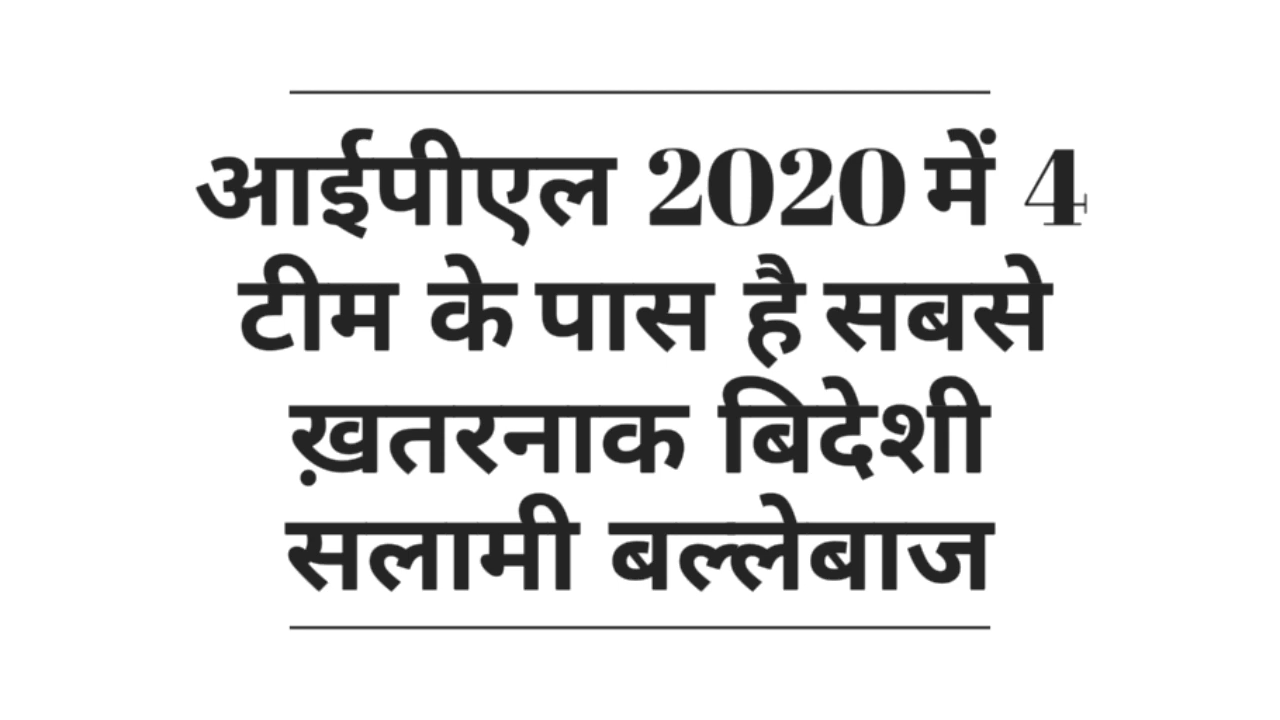 आईपीएल 2020 में 4
टीम के पास है सबसे
ख़तरनाक बिदेशी
सलामी बल्लेबाज